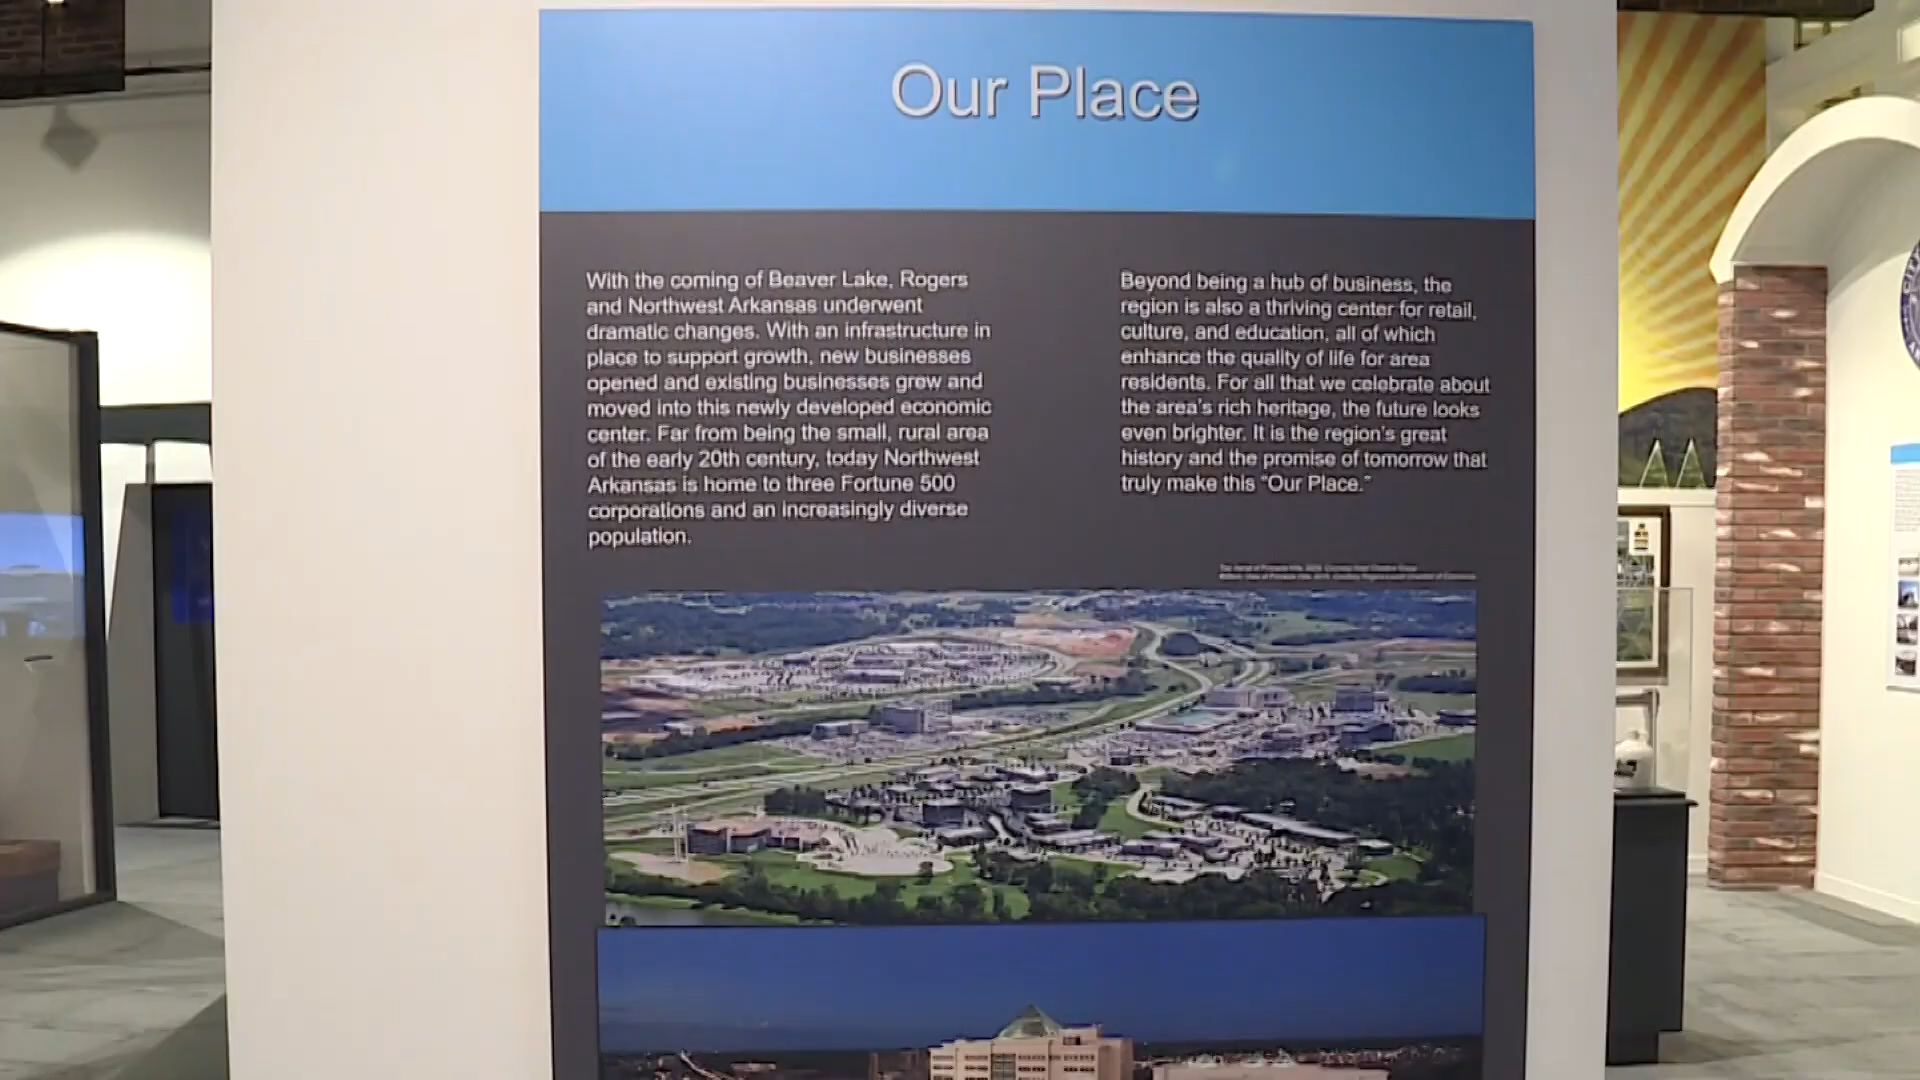 Our Place
With the coming of Beaver Lake, Rogers
and Northwest Arkansas underwent
dramatic changes. With an infrastructure in
place to support growth, new businesses
opened and existing businesses grew and
moved into this newly developed economic
center. Far from being the small, rural area
of the early 20th century, today Northwest
Arkansas is home to three Fortune 500
corporations and an increasingly diverse
population.
Beyond being a hub of business, the
region is also a thriving center for retail,
culture, and education, all of which
enhance the quality of life for area
residents. For all that we celebrate about
the area's rich heritage, the future looks
even brighter. It is the region's great
history and the promise of tomorrow that
truly make this "Our Place."